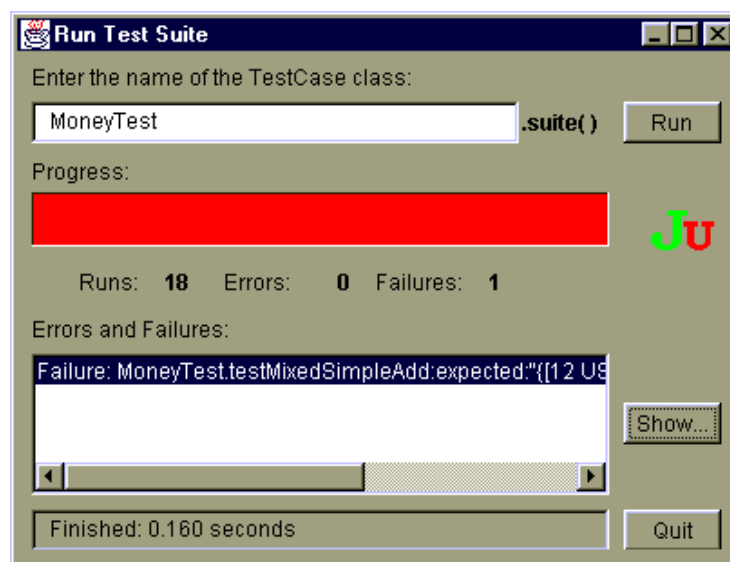 Run Test Suite
Enter the name of the TestCase class:
MoneyTest .suite( ) Run
Progress:
JU
Runs: 18 Errors: 0 Failures: 1
Errors and Failures:
Failure: MoneyTest.testMixedSimpleAdd:expected:"{[12 US
Show...
Finished: 0.160 seconds Quit